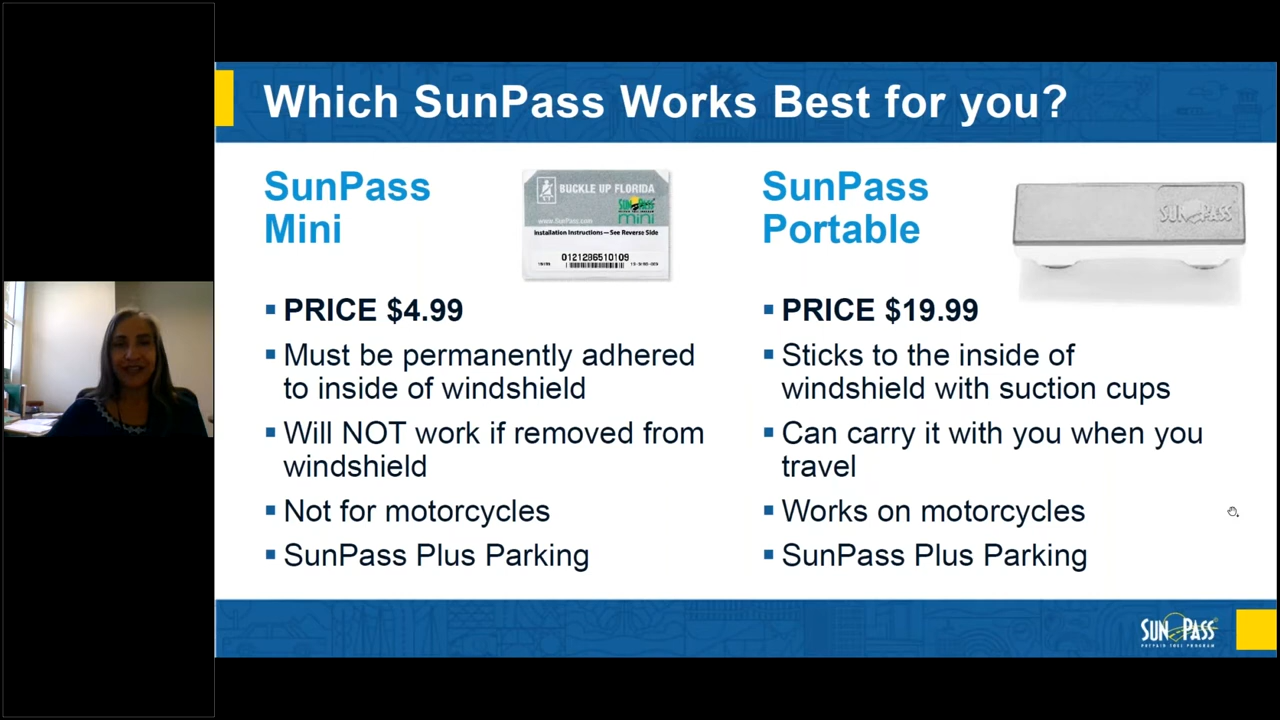 Which SunPass Works Best for you?
SunPass
Mini
BUCKLE UP FLORIDA
SUNPASS
mini
www.SunPass.com
Installation Instructions—See Reverse Side
0121286510109
▪ PRICE $4.99
▪ Must be permanently adhered
to inside of windshield
▪ Will NOT work if removed from
windshield
▪ Not for motorcycles
▪ SunPass Plus Parking
SunPass
Portable
SUNPASS
▪ PRICE $19.99
▪ Sticks to the inside of
windshield with suction cups
▪ Can carry it with you when you
travel
▪ Works on motorcycles
▪ SunPass Plus Parking
SUNPASS
PREPAID TOLL PROGRAM